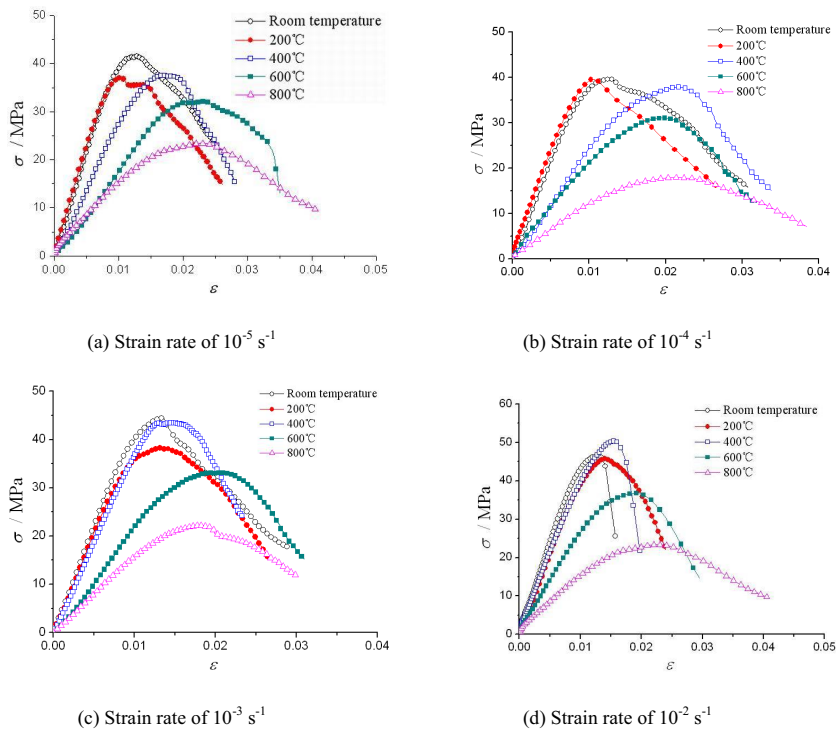 Room temperature
200℃
400℃
600℃
800℃
50
45
40
35
30
25
20
15
10
5
0
σ / MPa
0.00 0.01 0.02 0.03 0.04 0.05
ε
(a) Strain rate of 10⁻⁵ s⁻¹
Room temperature
200℃
400℃
600℃
800℃
50
40
30
20
10
0
σ / MPa
0.00 0.01 0.02 0.03 0.04
ε
(b) Strain rate of 10⁻⁴ s⁻¹
Room temperature
200℃
400℃
600℃
800℃
50
40
30
20
10
0
σ / MPa
0.00 0.01 0.02 0.03 0.04
ε
(c) Strain rate of 10⁻³ s⁻¹
Room temperature
200℃
400℃
600℃
800℃
60
50
40
30
20
10
0
σ / MPa
0.00 0.01 0.02 0.03 0.04 0.05
ε
(d) Strain rate of 10⁻² s⁻¹